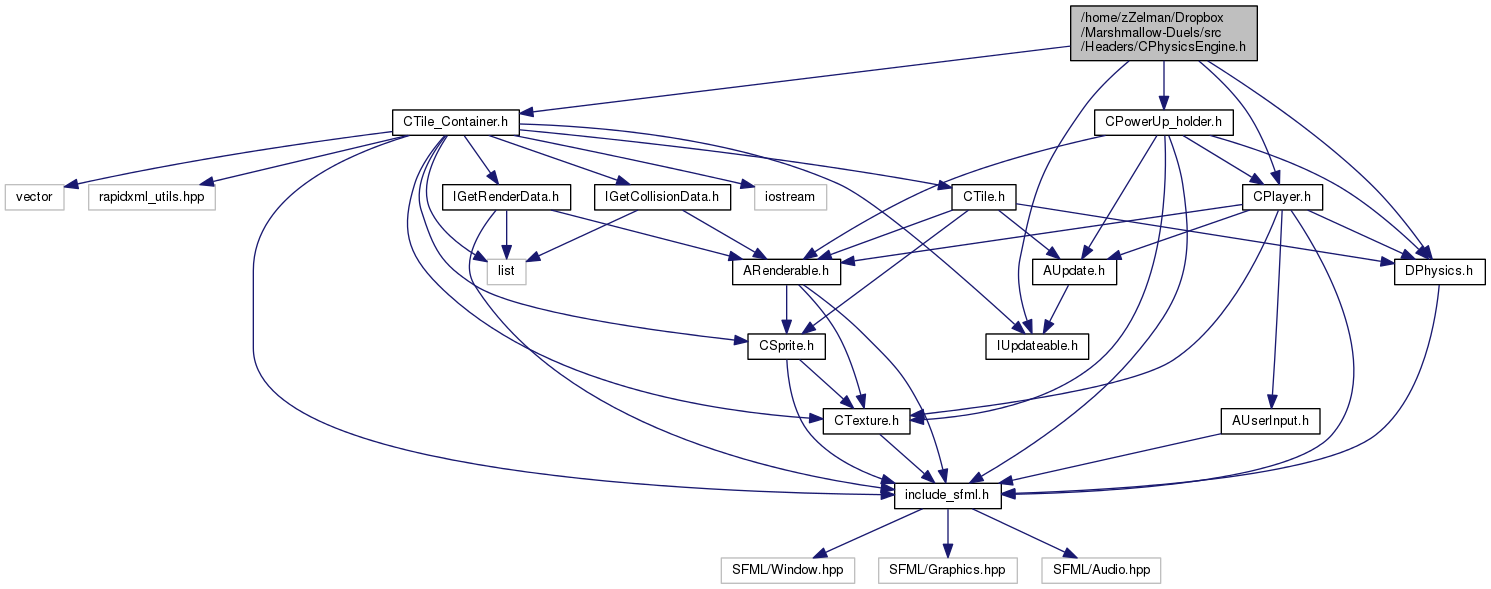 /home/zZelman/Dropbox
/Marshmallow-Duels/src
/Headers/CPhysicsEngine.h
CTile_Container.h
CPowerUp_holder.h
vector
rapidxml_utils.hpp
IGetRenderData.h
IGetCollisionData.h
iostream
CTile.h
CPlayer.h
list
ARenderable.h
AUpdate.h
DPhysics.h
CSprite.h
IUpdateable.h
CTexture.h
AUserInput.h
include_sfml.h
SFML/Window.hpp
SFML/Graphics.hpp
SFML/Audio.hpp